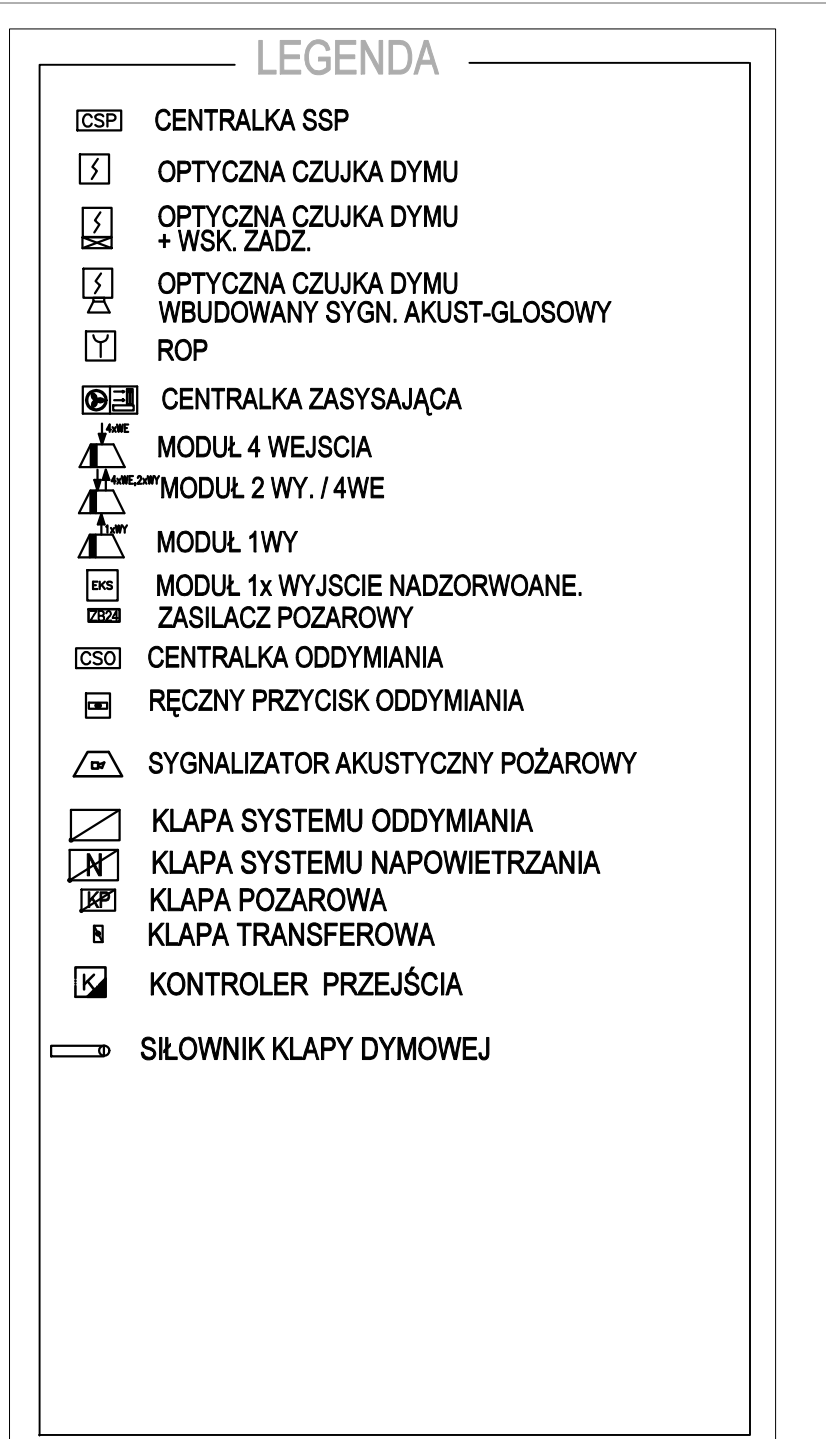 LEGENDA
CSP CENTRALKA SSP
OPTYCZNA CZUJKA DYMU
OPTYCZNA CZUJKA DYMU
+ WSK. ZADZ.
OPTYCZNA CZUJKA DYMU
WBUDOWANY SYGN. AKUST-GLOSOWY
ROP
CENTRALKA ZASYSAJĄCA
4xWE
MODUŁ 4 WEJSCIA
4xWE,2xWY MODUŁ 2 WY. / 4WE
1xWY
MODUŁ 1WY
EKS MODUŁ 1x WYJSCIE NADZORWOANE.
ZB24 ZASILACZ POZAROWY
CSO CENTRALKA ODDYMIANIA
RĘCZNY PRZYCISK ODDYMIANIA
SYGNALIZATOR AKUSTYCZNY POŻAROWY
KLAPA SYSTEMU ODDYMIANIA
N KLAPA SYSTEMU NAPOWIETRZANIA
KP KLAPA POZAROWA
KLAPA TRANSFEROWA
K KONTROLER PRZEJŚCIA
SIŁOWNIK KLAPY DYMOWEJ